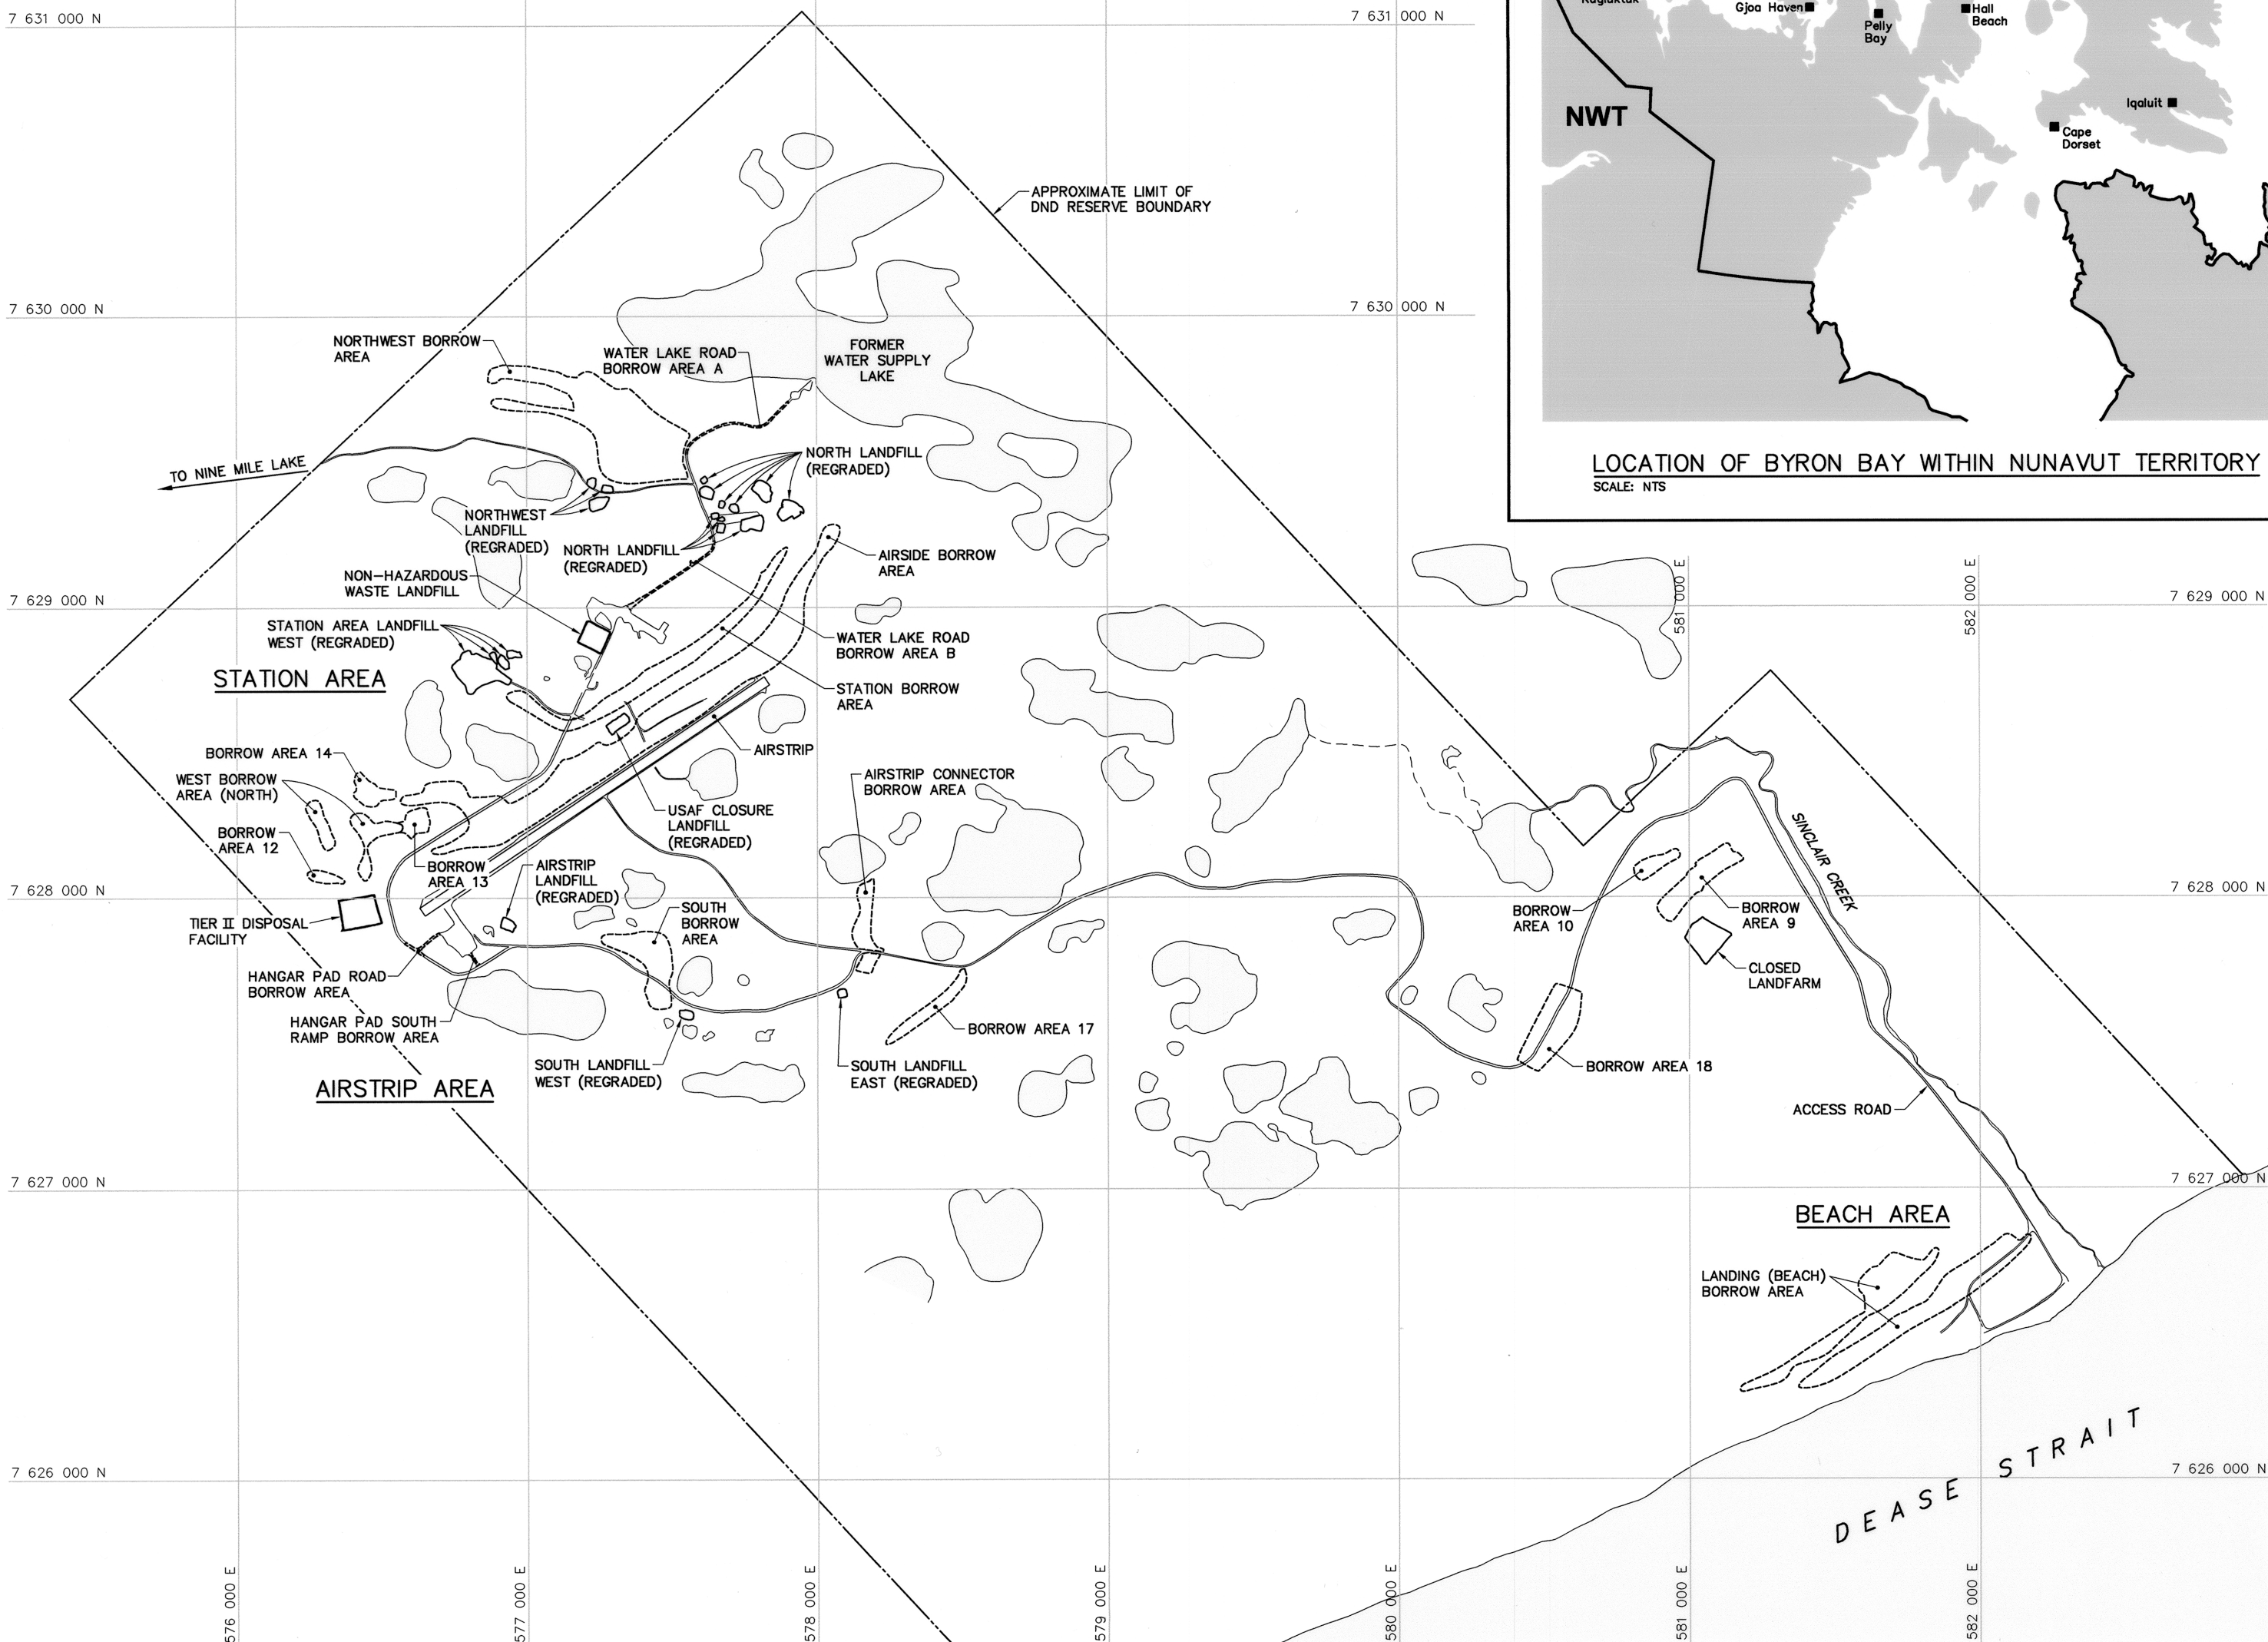 7 631 000 N
7 631 000 N
Gjoa Haven
Pelly
Bay
Hall
Beach
NWT
Iqaluit
Cape
Dorset
APPROXIMATE LIMIT OF
DND RESERVE BOUNDARY
7 630 000 N
7 630 000 N
NORTHWEST BORROW
AREA
WATER LAKE ROAD
BORROW AREA A
FORMER
WATER SUPPLY
LAKE
TO NINE MILE LAKE
NORTH LANDFILL
(REGRADED)
LOCATION OF BYRON BAY WITHIN NUNAVUT TERRITORY
SCALE: NTS
NORTHWEST
LANDFILL
(REGRADED)
NORTH LANDFILL
(REGRADED)
AIRSIDE BORROW
AREA
NON-HAZARDOUS
WASTE LANDFILL
581 000 E
582 000 E
7 629 000 N
7 629 000 N
STATION AREA LANDFILL
WEST (REGRADED)
WATER LAKE ROAD
BORROW AREA B
STATION AREA
STATION BORROW
AREA
BORROW AREA 14
AIRSTRIP
WEST BORROW
AREA (NORTH)
AIRSTRIP CONNECTOR
BORROW AREA
USAF CLOSURE
LANDFILL
(REGRADED)
BORROW
AREA 12
SINCLAIR CREEK
BORROW
AREA 13
AIRSTRIP
LANDFILL
(REGRADED)
7 628 000 N
7 628 000 N
TIER II DISPOSAL
FACILITY
SOUTH
BORROW
AREA
BORROW
AREA 10
BORROW
AREA 9
HANGAR PAD ROAD
BORROW AREA
CLOSED
LANDFARM
HANGAR PAD SOUTH
RAMP BORROW AREA
BORROW AREA 17
SOUTH LANDFILL
WEST (REGRADED)
SOUTH LANDFILL
EAST (REGRADED)
BORROW AREA 18
AIRSTRIP AREA
ACCESS ROAD
7 627 000 N
7 627 000 N
BEACH AREA
LANDING (BEACH)
BORROW AREA
DEASE STRAIT
7 626 000 N
7 626 000 N
576 000 E
577 000 E
578 000 E
579 000 E
580 000 E
581 000 E
582 000 E